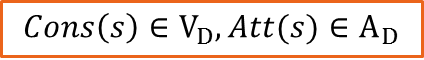 Cons(s) ∈ V_D, Att(s) ∈ A_D